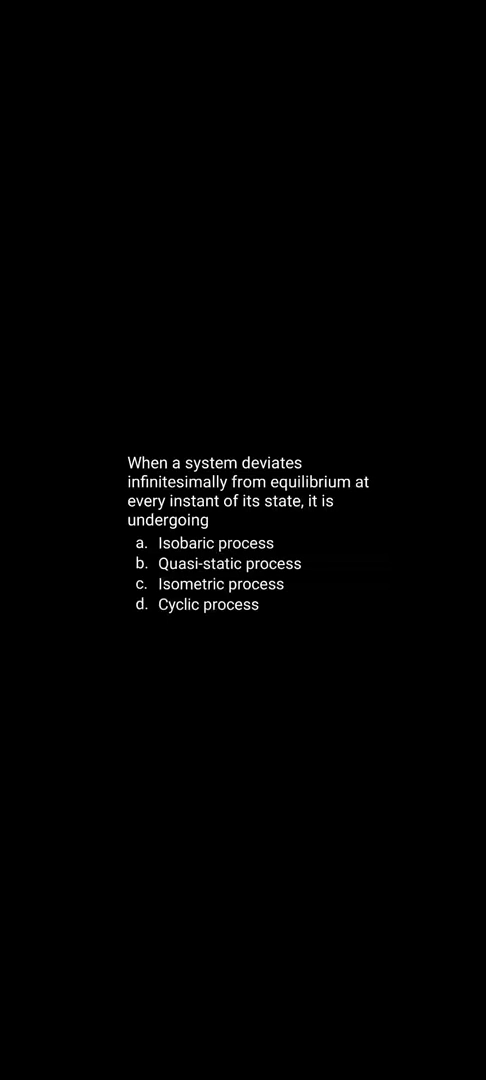 When a system deviates
infinitesimally from equilibrium at
every instant of its state, it is
undergoing
a. Isobaric process
b. Quasi-static process
c. Isometric process
d. Cyclic process